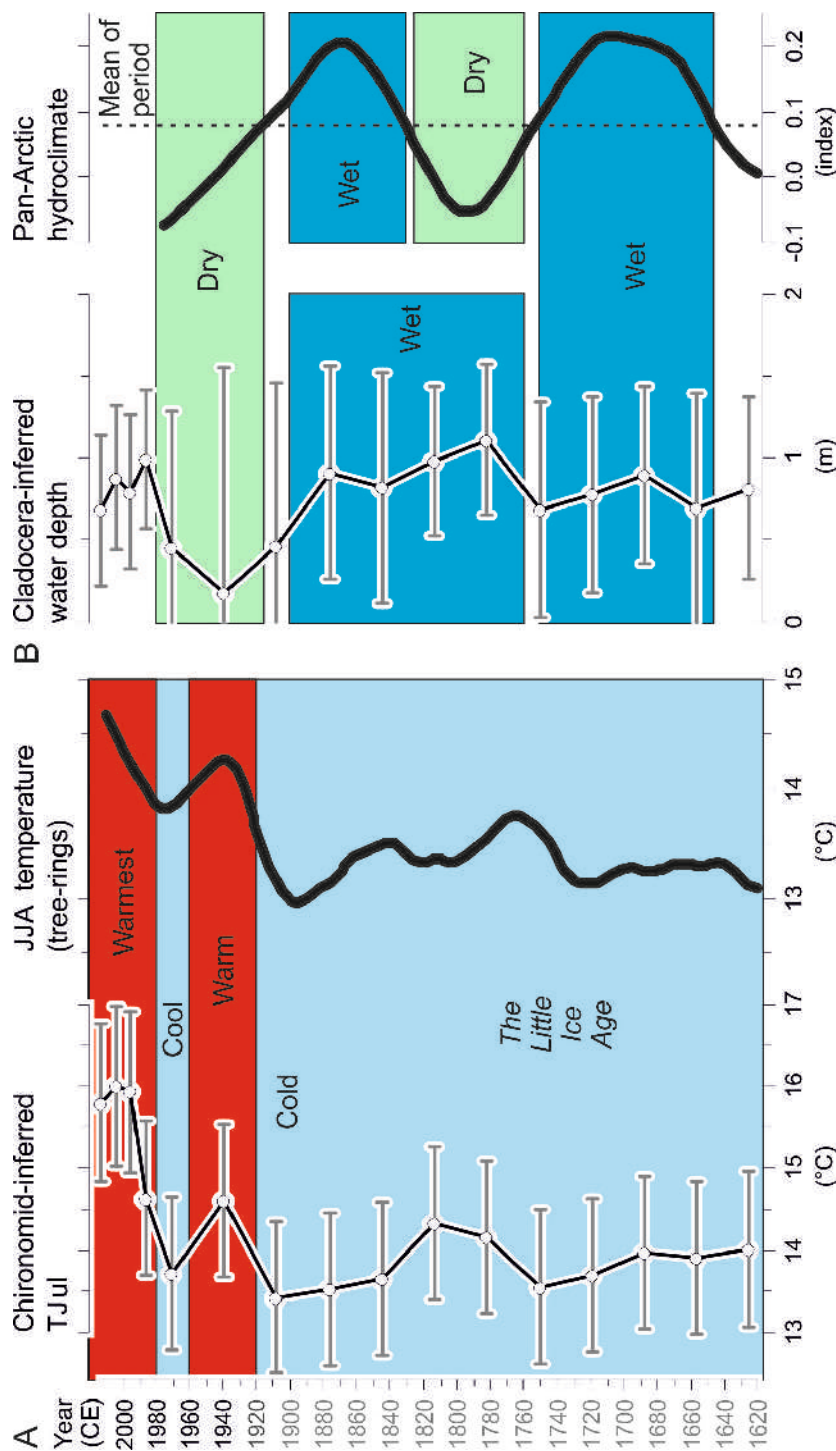 A
Year
(CE)
Chironomid-inferred
TJul
JJA temperature
(tree-rings)
B
Cladocera-inferred
water depth
Pan-Arctic
hydroclimate
2000
1980
1960
1940
1920
1900
1880
1860
1840
1820
1800
1780
1760
1740
1720
1700
1680
1660
1640
1620
Warmest
Cool
Warm
Cold
The
Little
Ice
Age
13
14
15
16
17
(°C)
13
14
15
(°C)
Dry
Wet
Wet
0
1
2
(m)
Mean of
period
Wet
Dry
-0.1
0.0
0.1
0.2
(index)